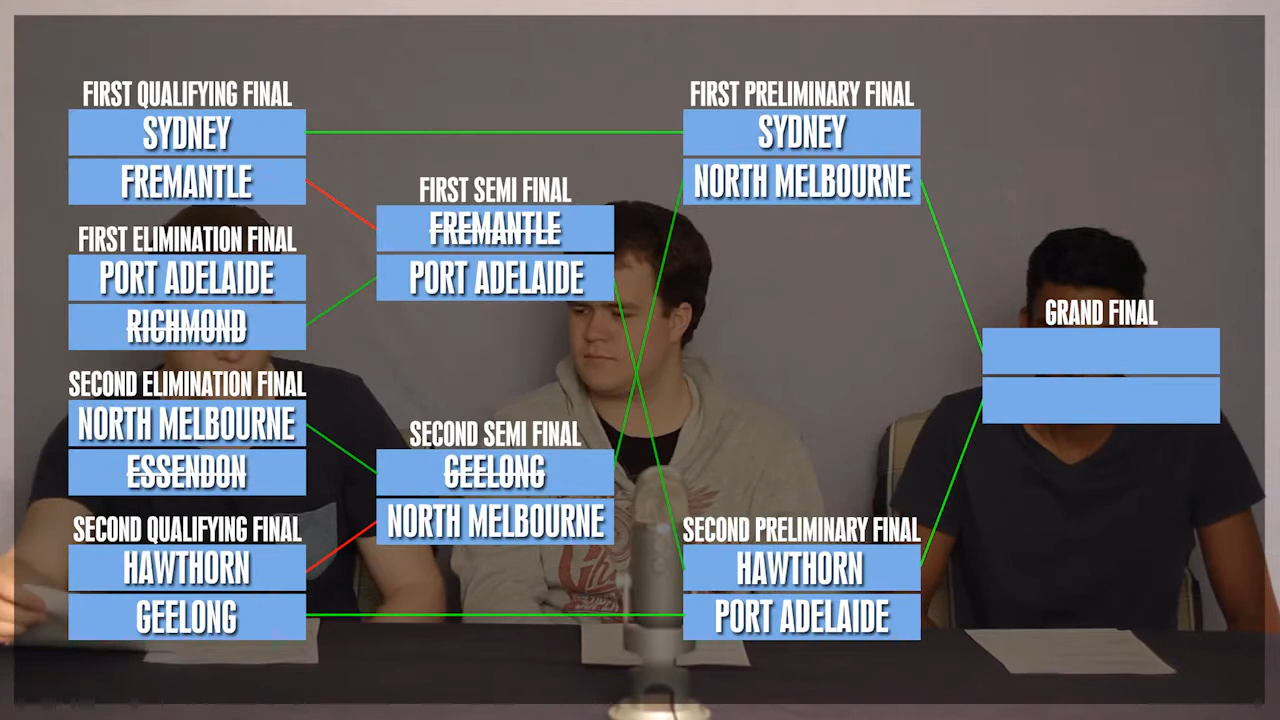 FIRST QUALIFYING FINAL
SYDNEY
FREMANTLE
FIRST ELIMINATION FINAL
PORT ADELAIDE
RICHMOND
SECOND ELIMINATION FINAL
NORTH MELBOURNE
ESSENDON
SECOND QUALIFYING FINAL
HAWTHORN
GEELONG
FIRST SEMI FINAL
FREMANTLE
PORT ADELAIDE
SECOND SEMI FINAL
GEELONG
NORTH MELBOURNE
FIRST PRELIMINARY FINAL
SYDNEY
NORTH MELBOURNE
SECOND PRELIMINARY FINAL
HAWTHORN
PORT ADELAIDE
GRAND FINAL